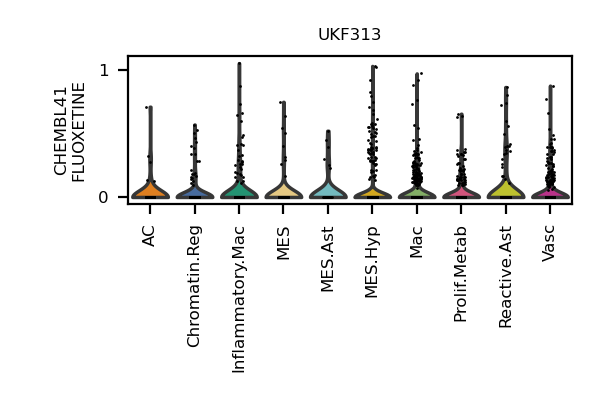 UKF313
CHEMBL41
FLUOXETINE
1
0
AC
Chromatin.Reg
Inflammatory.Mac
MES
MES.Ast
MES.Hyp
Mac
Prolif.Metab
Reactive.Ast
Vasc